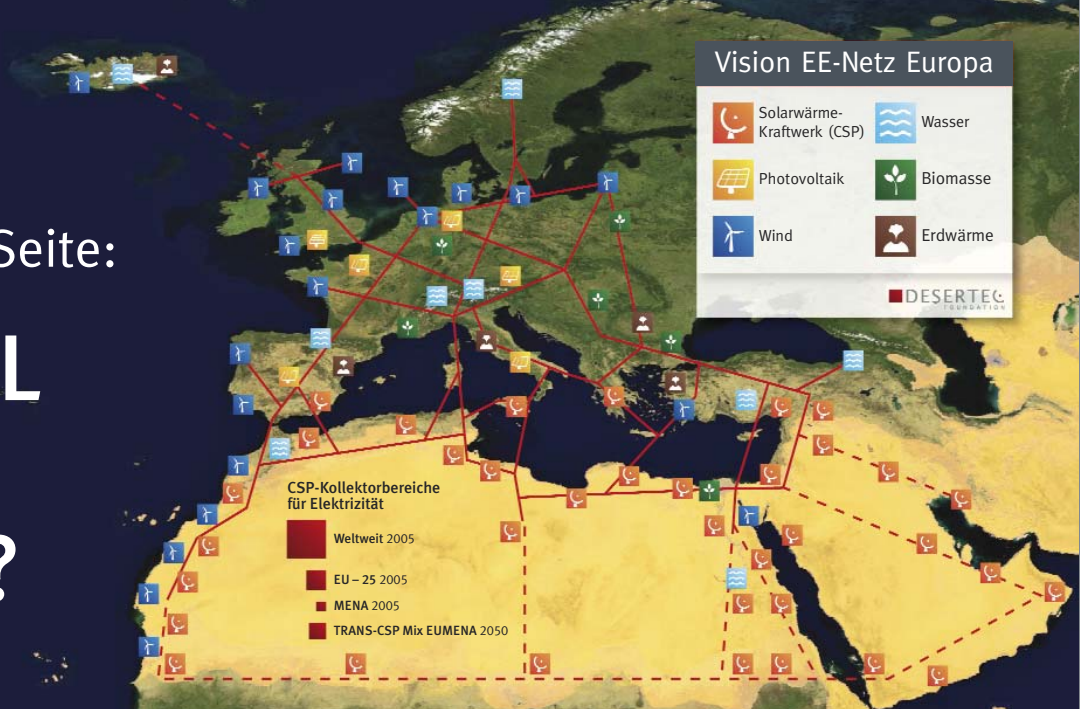 Seite:
L
?
Vision EE-Netz Europa
Solarwärme-
Kraftwerk (CSP)
Wasser
Photovoltaik
Biomasse
Wind
Erdwärme
DESERTEC
FOUNDATION
CSP-Kollektorbereiche
für Elektrizität
Weltweit 2005
EU – 25 2005
MENA 2005
TRANS-CSP Mix EUMENA 2050